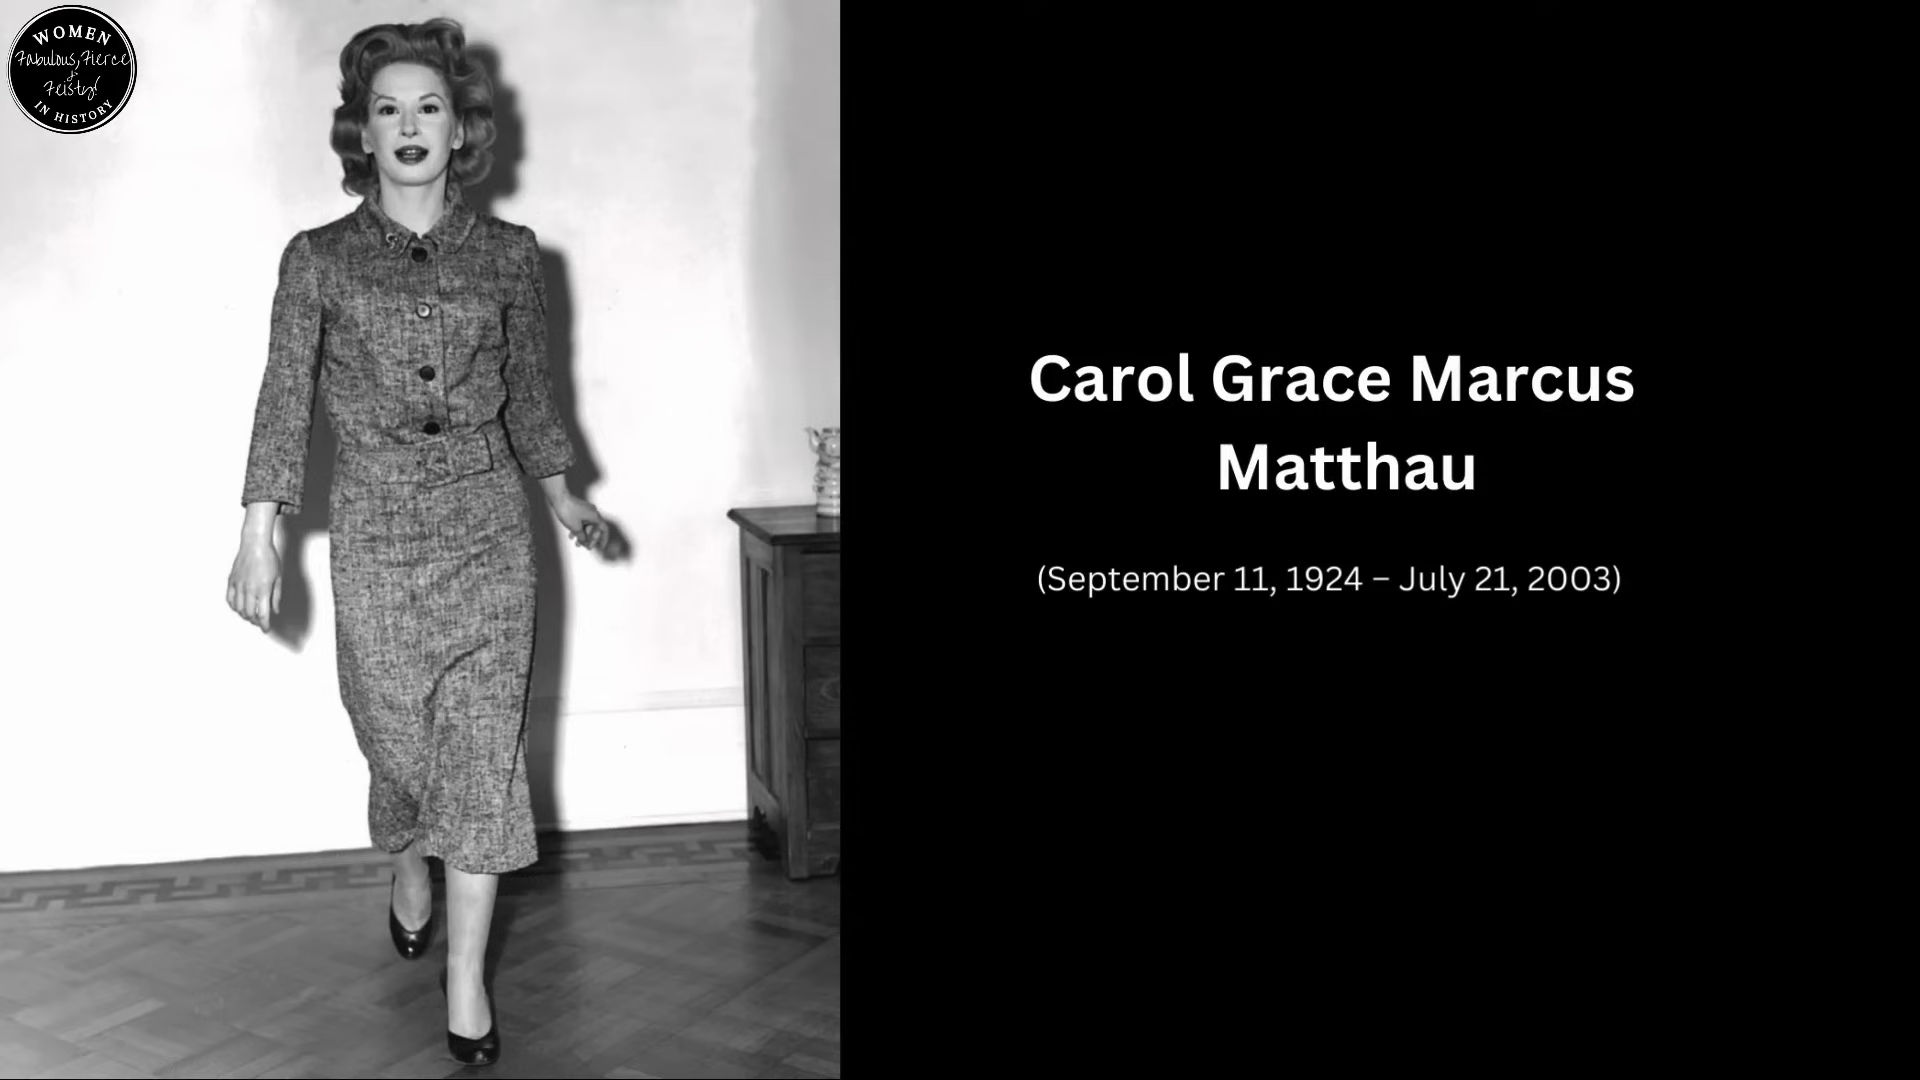 WOMEN
Fabulous, Fierce
&
Feisty!
IN HISTORY
Carol Grace Marcus
Matthau
(September 11, 1924 – July 21, 2003)